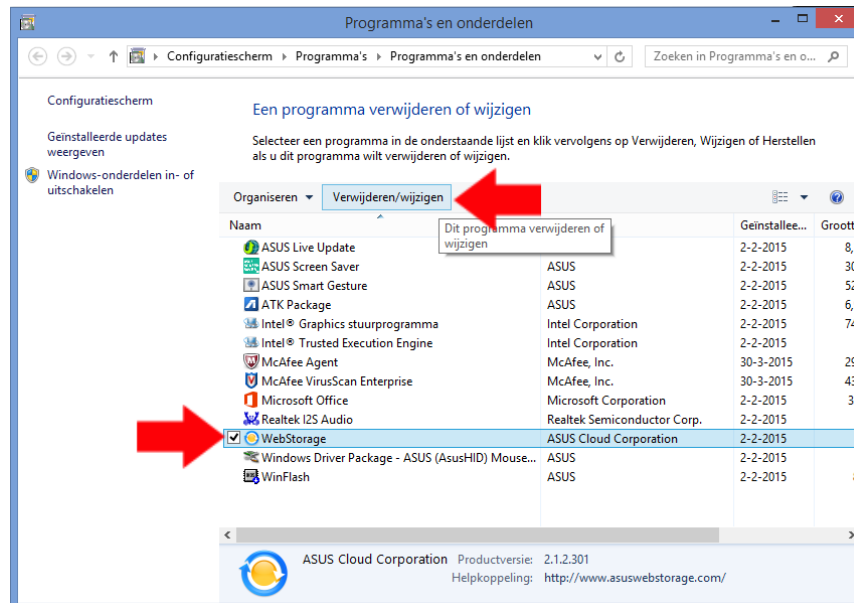 Programma's en onderdelen
Configuratiescherm Programma's Programma's en onderdelen Zoeken in Programma's en o...
Configuratiescherm
Geïnstalleerde updates
weergeven
Windows-onderdelen in- of
uitschakelen
Een programma verwijderen of wijzigen
Selecteer een programma in de onderstaande lijst en klik vervolgens op Verwijderen, Wijzigen of Herstellen
als u dit programma wilt verwijderen of wijzigen.
Organiseren Verwijderen/wijzigen
Naam Geïnstallee... Groott
Dit programma verwijderen of
wijzigen
ASUS Live Update 2-2-2015 8,
ASUS Screen Saver ASUS 2-2-2015 30
ASUS Smart Gesture ASUS 2-2-2015 52
ATK Package ASUS 2-2-2015 6,
Intel® Graphics stuurprogramma Intel Corporation 2-2-2015 74
Intel® Trusted Execution Engine Intel Corporation 2-2-2015
McAfee Agent McAfee, Inc. 30-3-2015 29
McAfee VirusScan Enterprise McAfee, Inc. 30-3-2015 43
Microsoft Office Microsoft Corporation 2-2-2015 3
Realtek I2S Audio Realtek Semiconductor Corp. 2-2-2015
WebStorage ASUS Cloud Corporation 2-2-2015
Windows Driver Package - ASUS (AsusHID) Mouse... ASUS 2-2-2015
WinFlash ASUS 2-2-2015
ASUS Cloud Corporation Productversie: 2.1.2.301
Helpkoppeling: http://www.asuswebstorage.com/